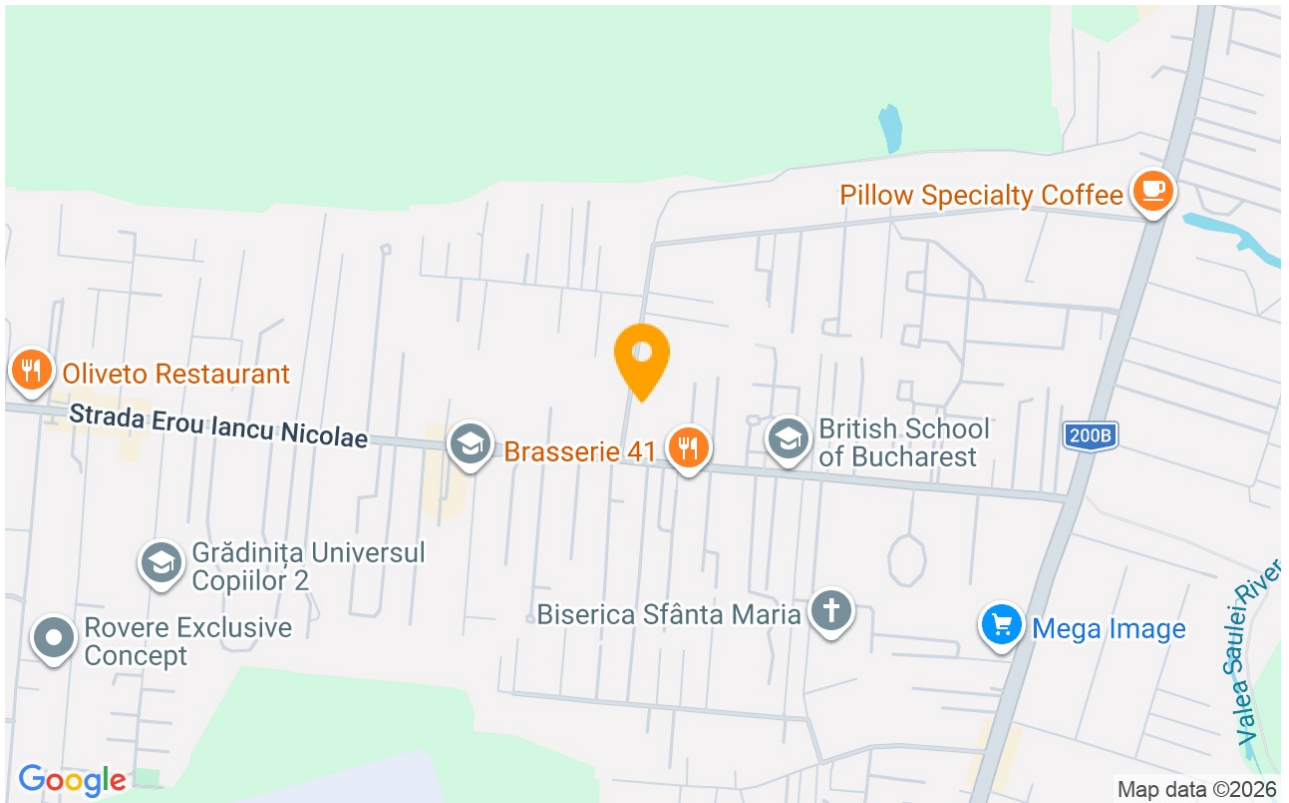 Pillow Specialty Coffee
Oliveto Restaurant
Strada Erou Iancu Nicolae
Brasserie 41
British School
of Bucharest
200B
Grădinița Universul
Copiilor 2
Biserica Sfânta Maria
Rovere Exclusive
Concept
Mega Image
Valea Saulei River
Google
Map data ©2026